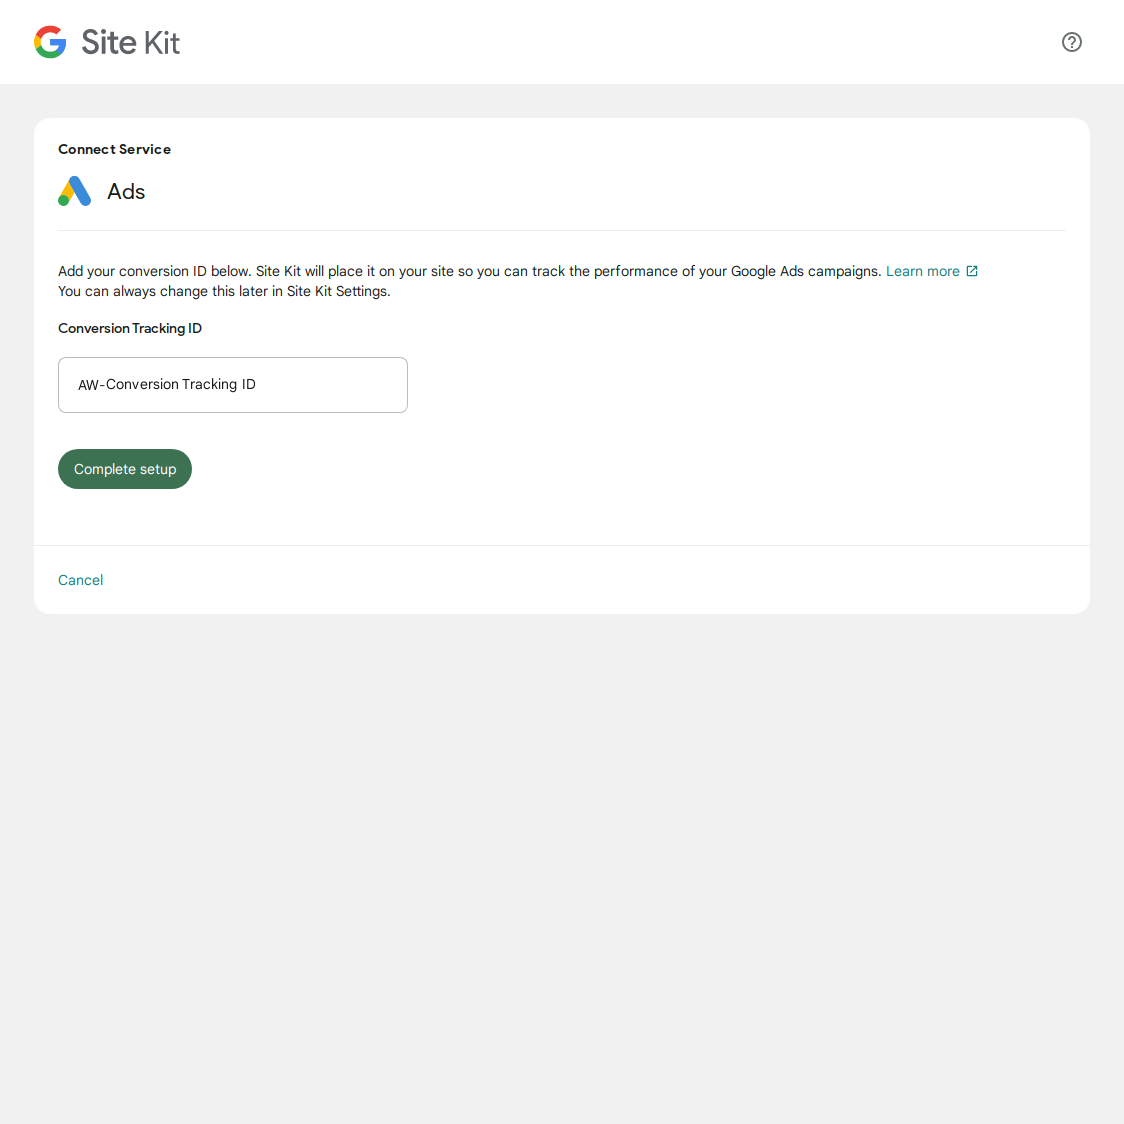 Site Kit
Connect Service
Ads
Add your conversion ID below. Site Kit will place it on your site so you can track the performance of your Google Ads campaigns. Learn more
You can always change this later in Site Kit Settings.
Conversion Tracking ID
AW-Conversion Tracking ID
Complete setup
Cancel